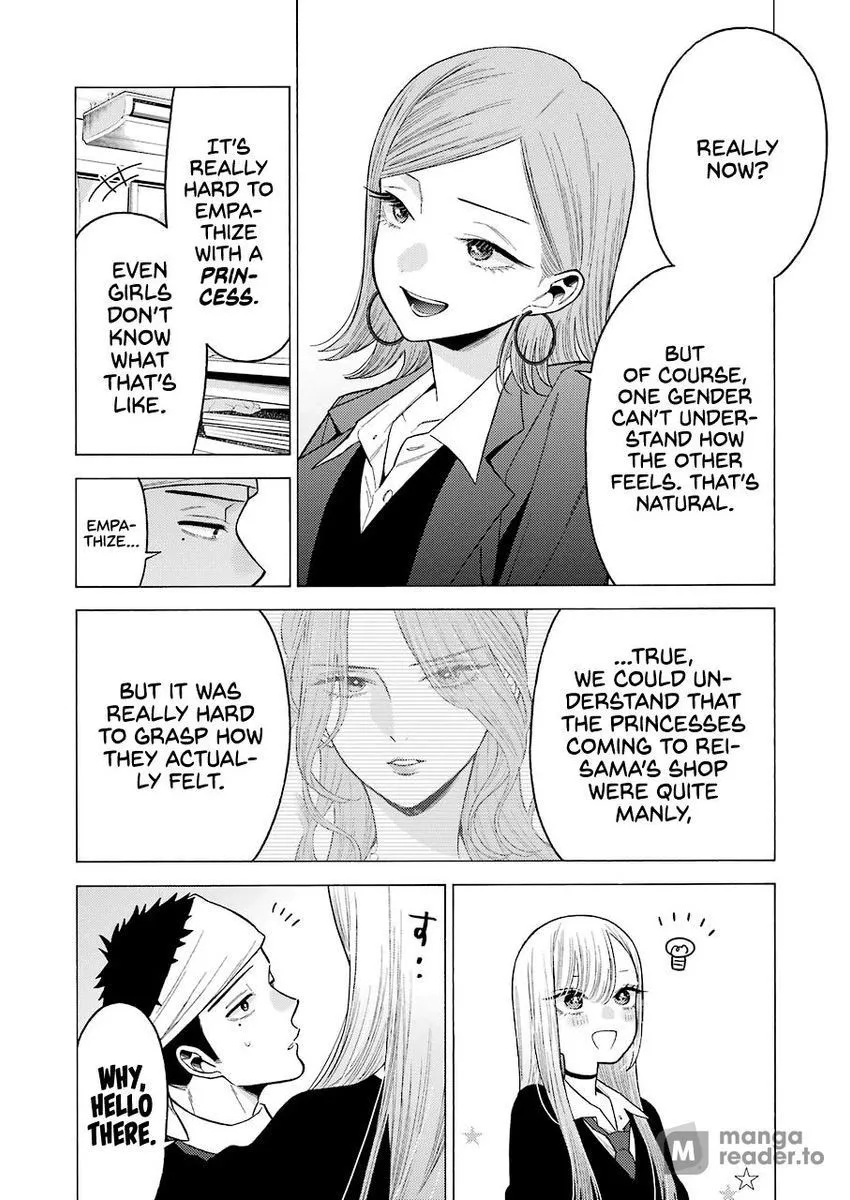 REALLY
NOW?
BUT
OF COURSE,
ONE GENDER
CAN'T UNDER-
STAND HOW
THE OTHER
FEELS. THAT'S
NATURAL.
IT'S
REALLY
HARD TO
EMPA-
THIZE
WITH A
PRIN-
CESS.
EVEN
GIRLS
DON'T
KNOW
WHAT
THAT'S
LIKE.
EMPA-
THIZE...
...TRUE,
WE COULD UN-
DERSTAND THAT
THE PRINCESSES
COMING TO REI-
SAMA'S SHOP
WERE QUITE
MANLY,
BUT IT WAS
REALLY HARD
TO GRASP HOW
THEY ACTUAL-
LY FELT.
す…
WHY,
HELLO
THERE.
M manga
reader.to